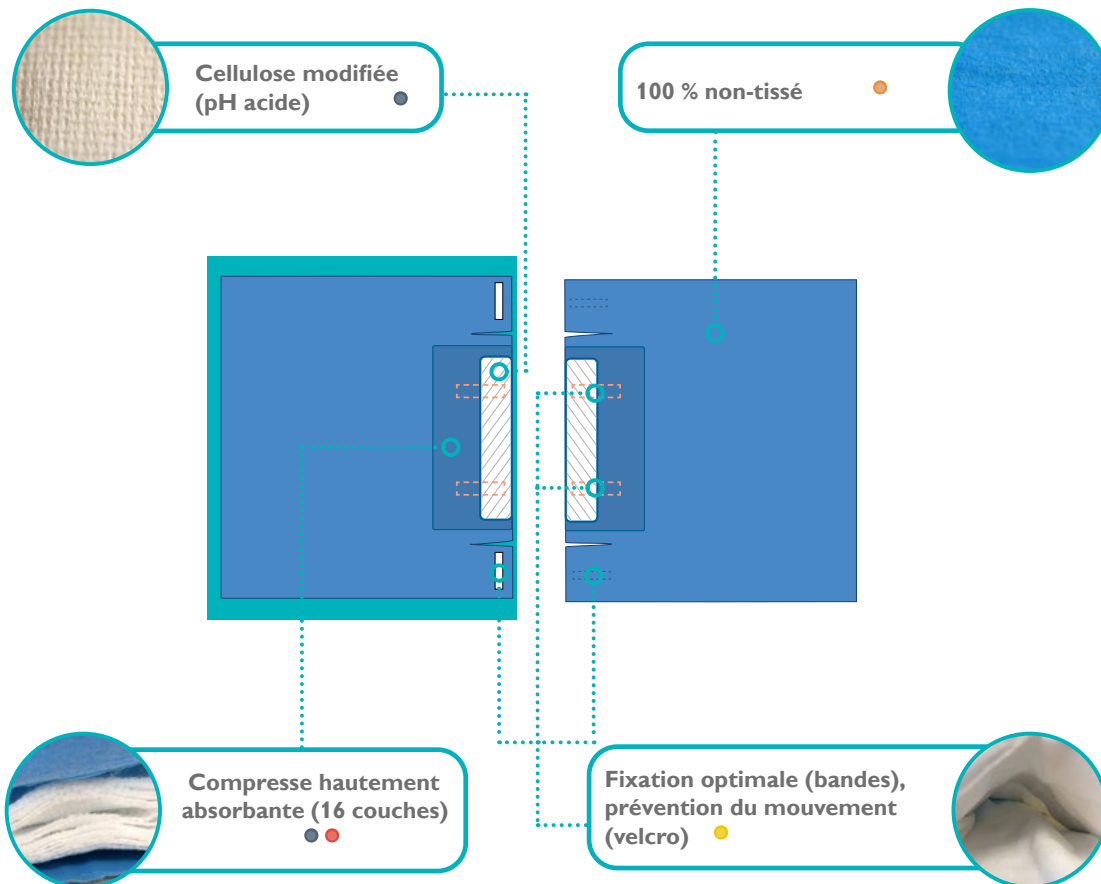 Cellulose modifiée
(pH acide)
100 % non-tissé
Compresse hautement
absorbante (16 couches)
Fixation optimale (bandes),
prévention du mouvement
(velcro)